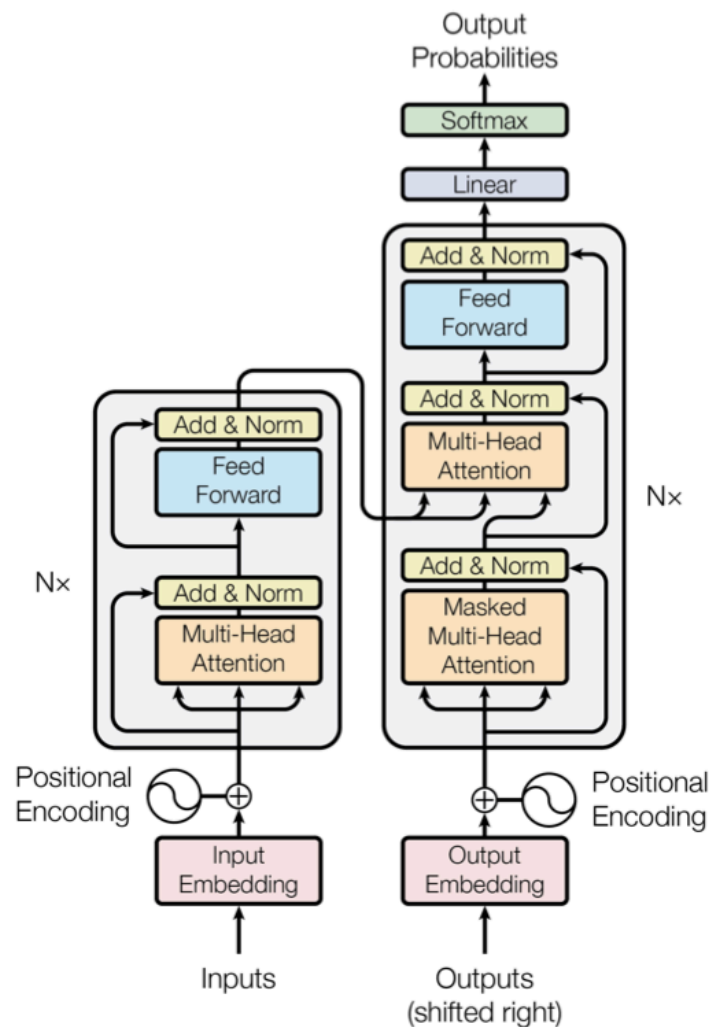 Output
Probabilities
Softmax
Linear
Add & Norm
Feed
Forward
Add & Norm
Multi-Head
Attention
Add & Norm
Masked
Multi-Head
Attention
N×
Add & Norm
Feed
Forward
Add & Norm
Multi-Head
Attention
N×
Positional
Encoding
Positional
Encoding
Input
Embedding
Output
Embedding
Inputs
Outputs
(shifted right)